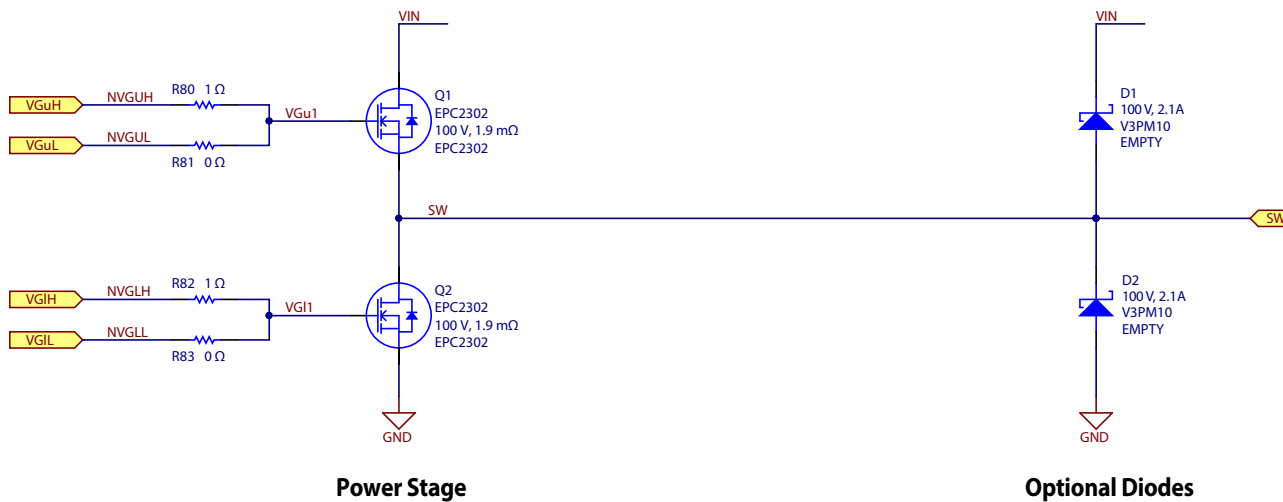 VIN
VIN
VGuH
NVGUH
R80 1 Ω
VGuL
NVGUL
R81 0 Ω
VGu1
Q1
EPC2302
100 V, 1.9 mΩ
EPC2302
D1
100 V, 2.1A
V3PM10
EMPTY
SW
SW
VGlH
NVGLH
R82 1 Ω
VGlL
NVGLL
R83 0 Ω
VGl1
Q2
EPC2302
100 V, 1.9 mΩ
EPC2302
D2
100 V, 2.1A
V3PM10
EMPTY
GND
GND
Power Stage
Optional Diodes